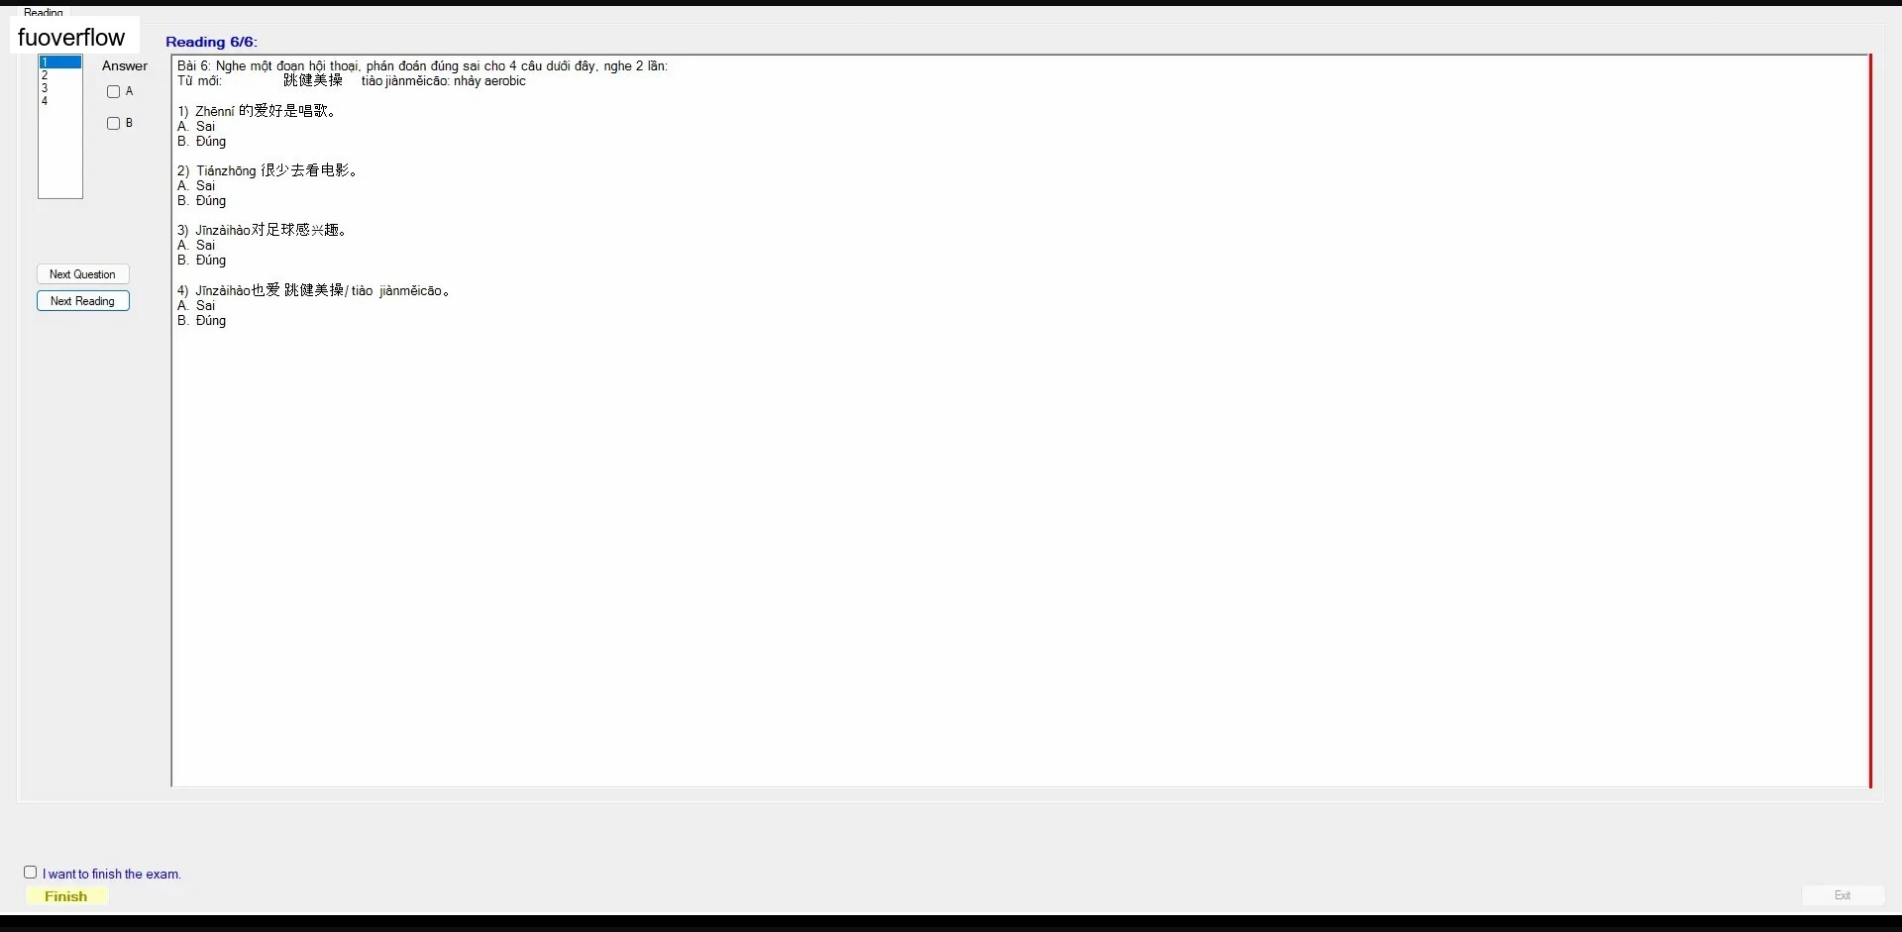 Reading
fuoverflow
Reading 6/6:
1
2
3
4
Answer
A
B
Next Question
Next Reading
Bài 6: Nghe một đoạn hội thoại, phán đoán đúng sai cho 4 câu dưới đây, nghe 2 lần:
Từ mới: 跳健美操 tiào jiànměicāo: nhảy aerobic
1) Zhēnní 的爱好是唱歌。
A. Sai
B. Đúng
2) Tiánzhōng 很少去看电影。
A. Sai
B. Đúng
3) Jīnzàihào对足球感兴趣。
A. Sai
B. Đúng
4) Jīnzàihào也爱 跳健美操/ tiào jiànměicāo。
A. Sai
B. Đúng
I want to finish the exam.
Finish
Exit